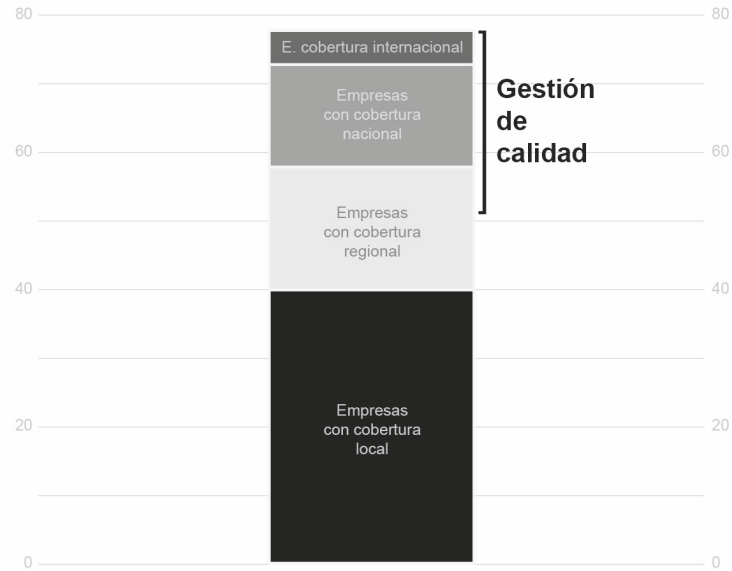 80
80
E. cobertura internacional
Empresas
con cobertura
nacional
Gestión
de
calidad
60
60
Empresas
con cobertura
regional
40
40
Empresas
con cobertura
local
20
20
0
0